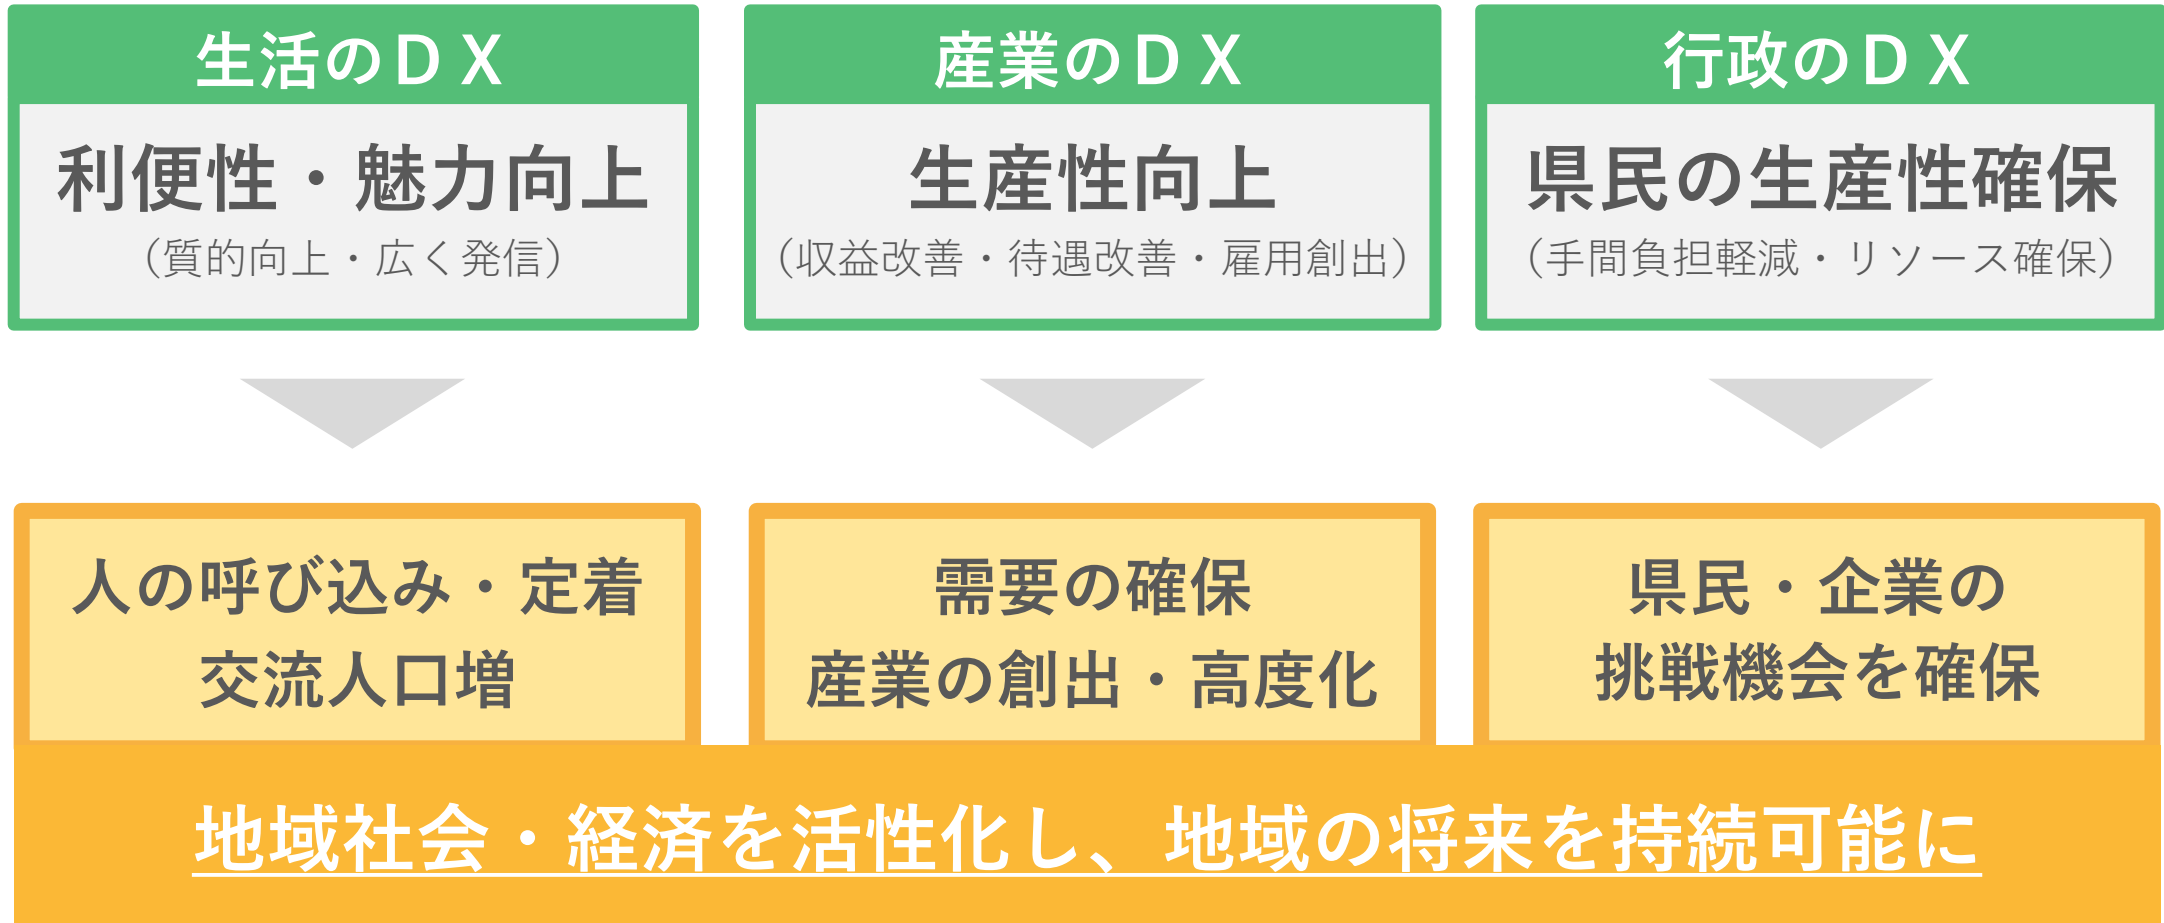 生活のＤＸ
利便性・魅力向上
（質的向上・広く発信）
産業のＤＸ
生産性向上
（収益改善・待遇改善・雇用創出）
行政のＤＸ
県民の生産性確保
（手間負担軽減・リソース確保）
人の呼び込み・定着
交流人口増
需要の確保
産業の創出・高度化
県民・企業の
挑戦機会を確保
地域社会・経済を活性化し、地域の将来を持続可能に